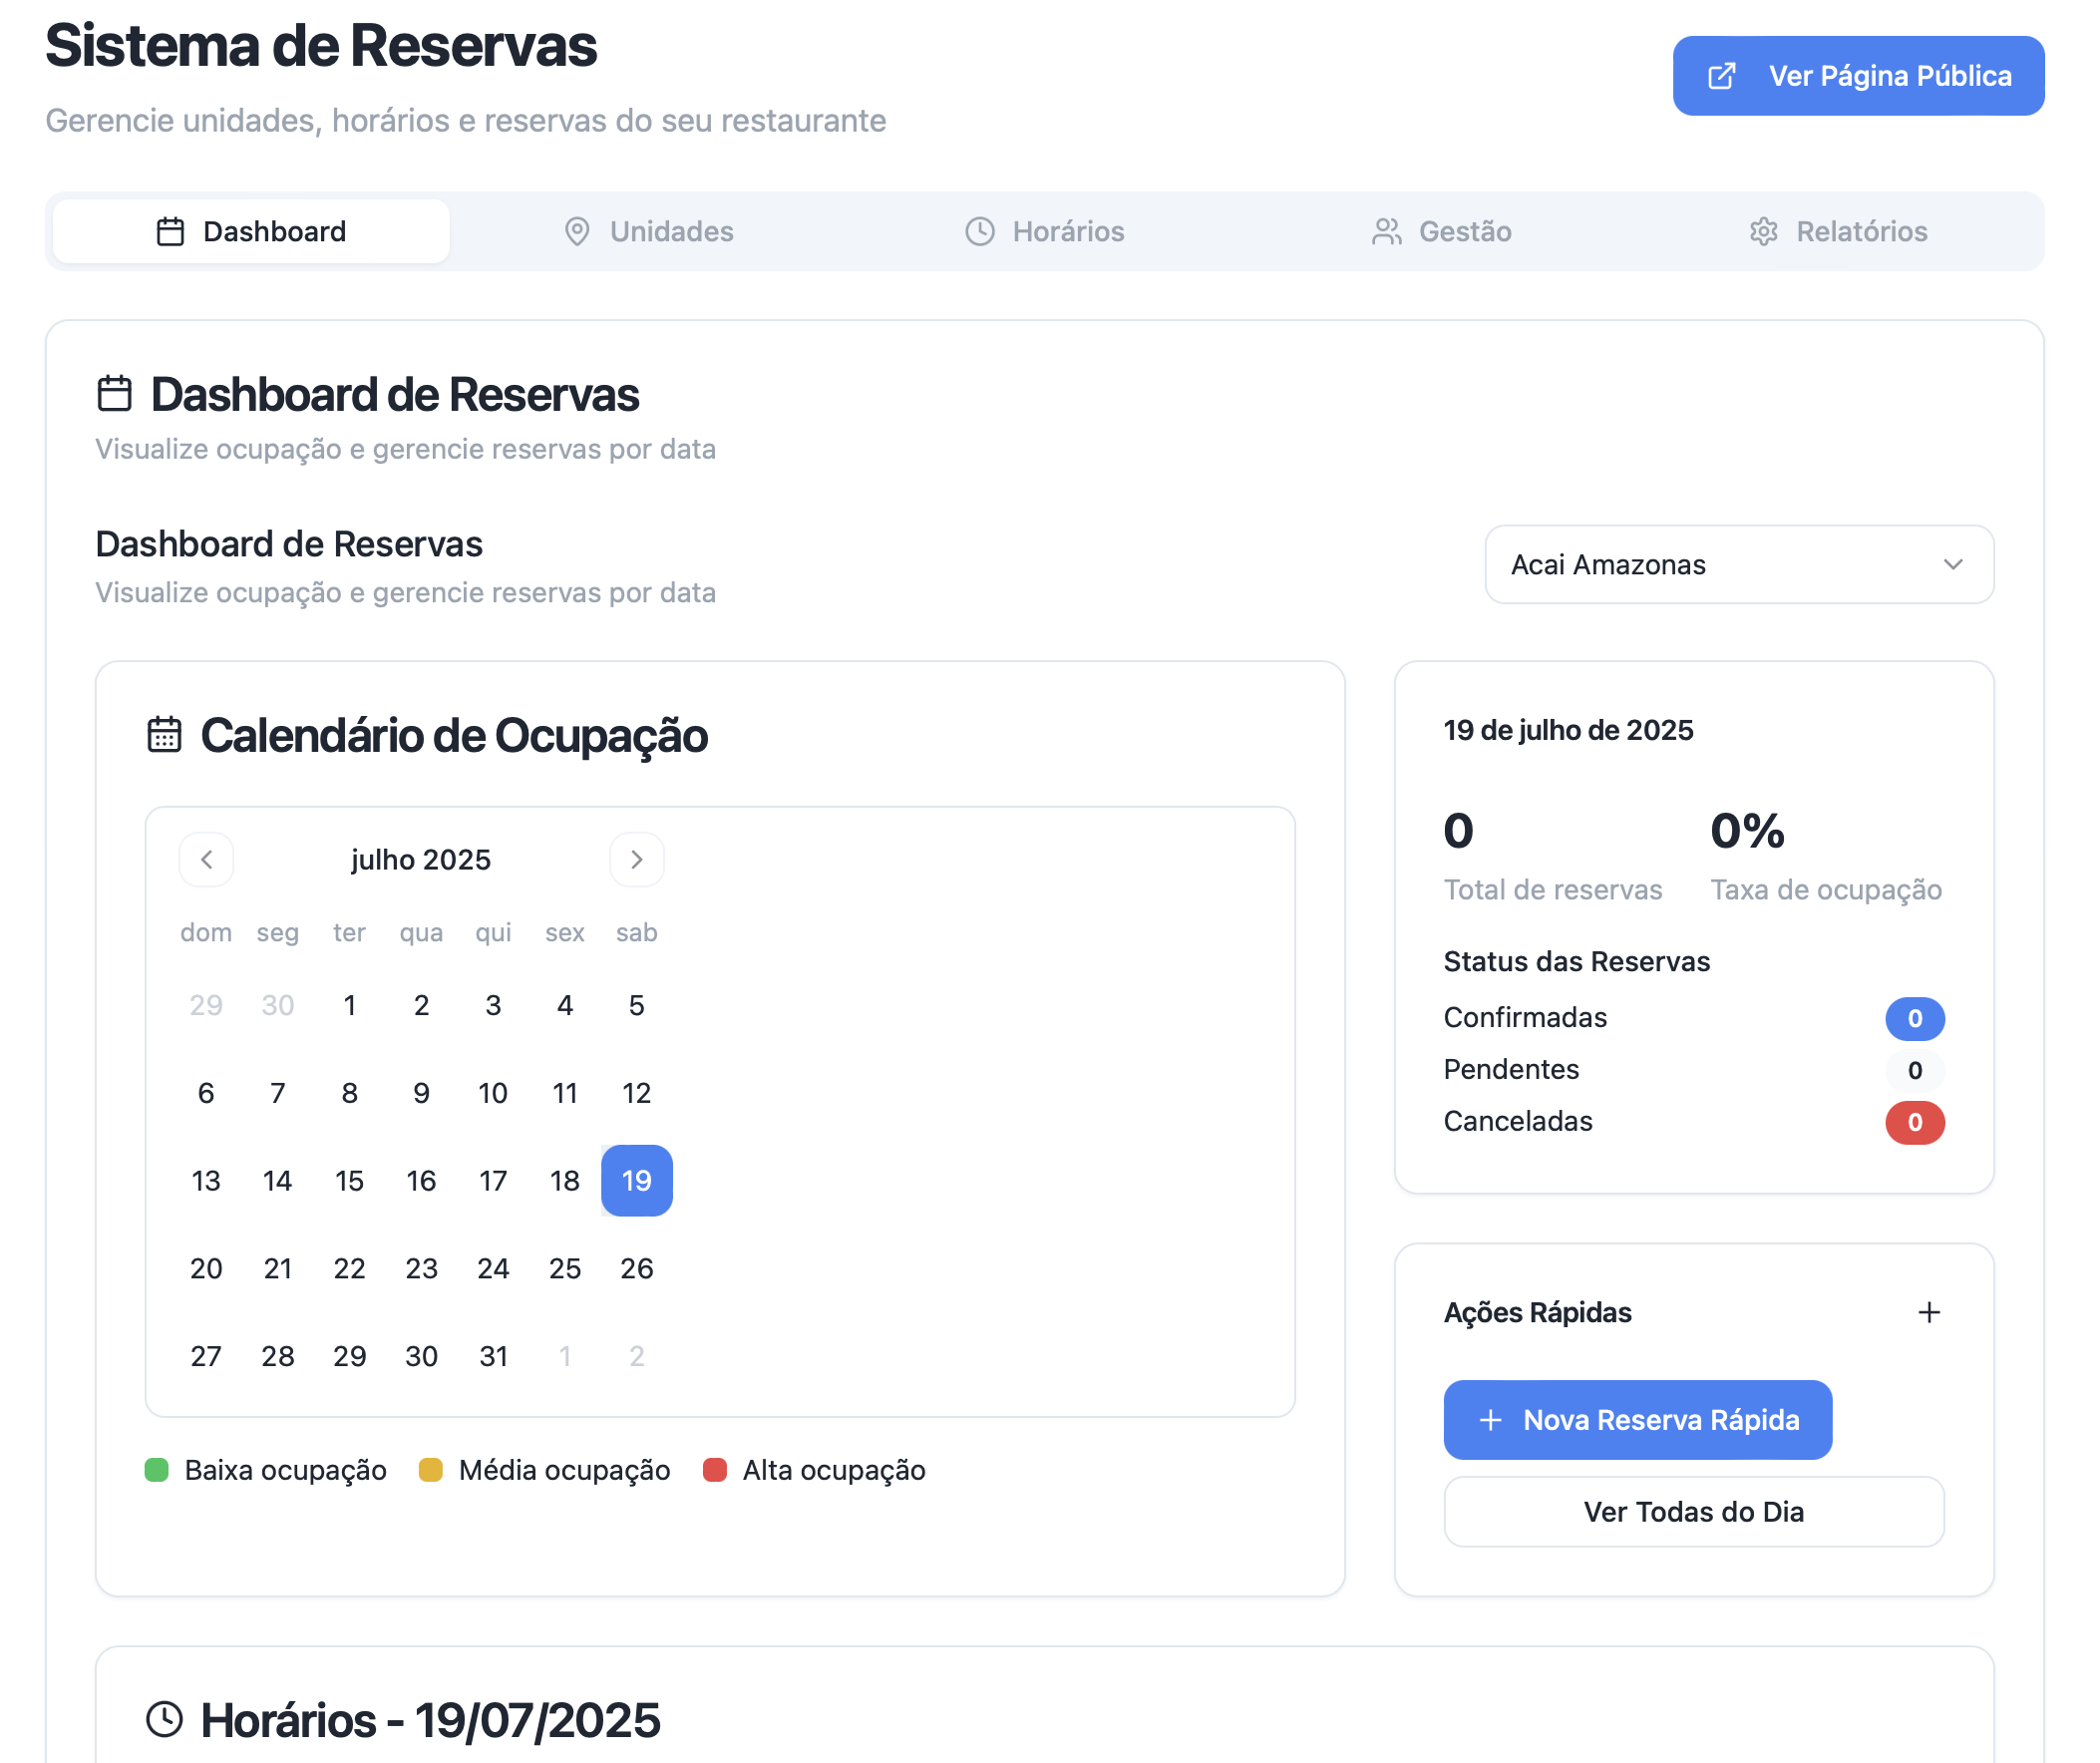 Sistema de Reservas
Gerencie unidades, horários e reservas do seu restaurante
Ver Página Pública
Dashboard Unidades Horários Gestão Relatórios
Dashboard de Reservas
Visualize ocupação e gerencie reservas por data
Dashboard de Reservas
Visualize ocupação e gerencie reservas por data
Acai Amazonas
Calendário de Ocupação
julho 2025
dom seg ter qua qui sex sab
29 30 1 2 3 4 5
6 7 8 9 10 11 12
13 14 15 16 17 18 19
20 21 22 23 24 25 26
27 28 29 30 31 1 2
Baixa ocupação Média ocupação Alta ocupação
19 de julho de 2025
0 0%
Total de reservas Taxa de ocupação
Status das Reservas
Confirmadas 0
Pendentes 0
Canceladas 0
Ações Rápidas +
+ Nova Reserva Rápida
Ver Todas do Dia
Horários - 19/07/2025